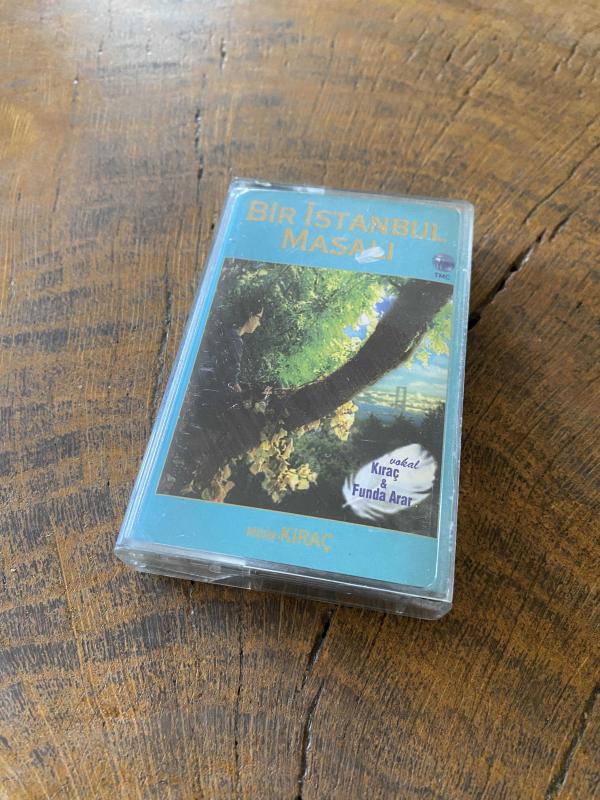 BİR İSTANBUL
MASALI
TMC
vokal
Kıraç
&
Funda Arar
Müzik: KIRAÇ